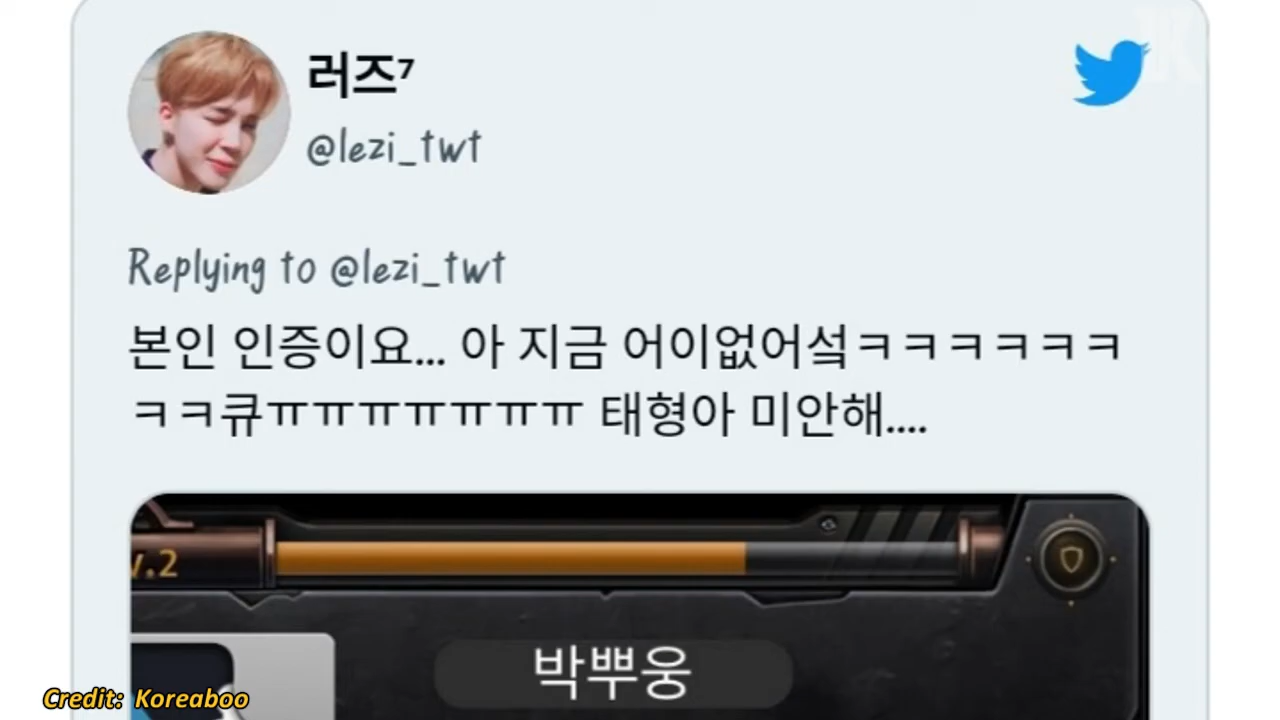 러즈⁷
@lezi_twt
Replying to @lezi_twt
본인 인증이요... 아 지금 어이없어섴ㅋㅋㅋㅋㅋㅋ
ㅋㅋ큐ㅠㅠㅠㅠㅠㅠㅠ 태형아 미안해....
v.2
박뿌웅
Credit: Koreaboo